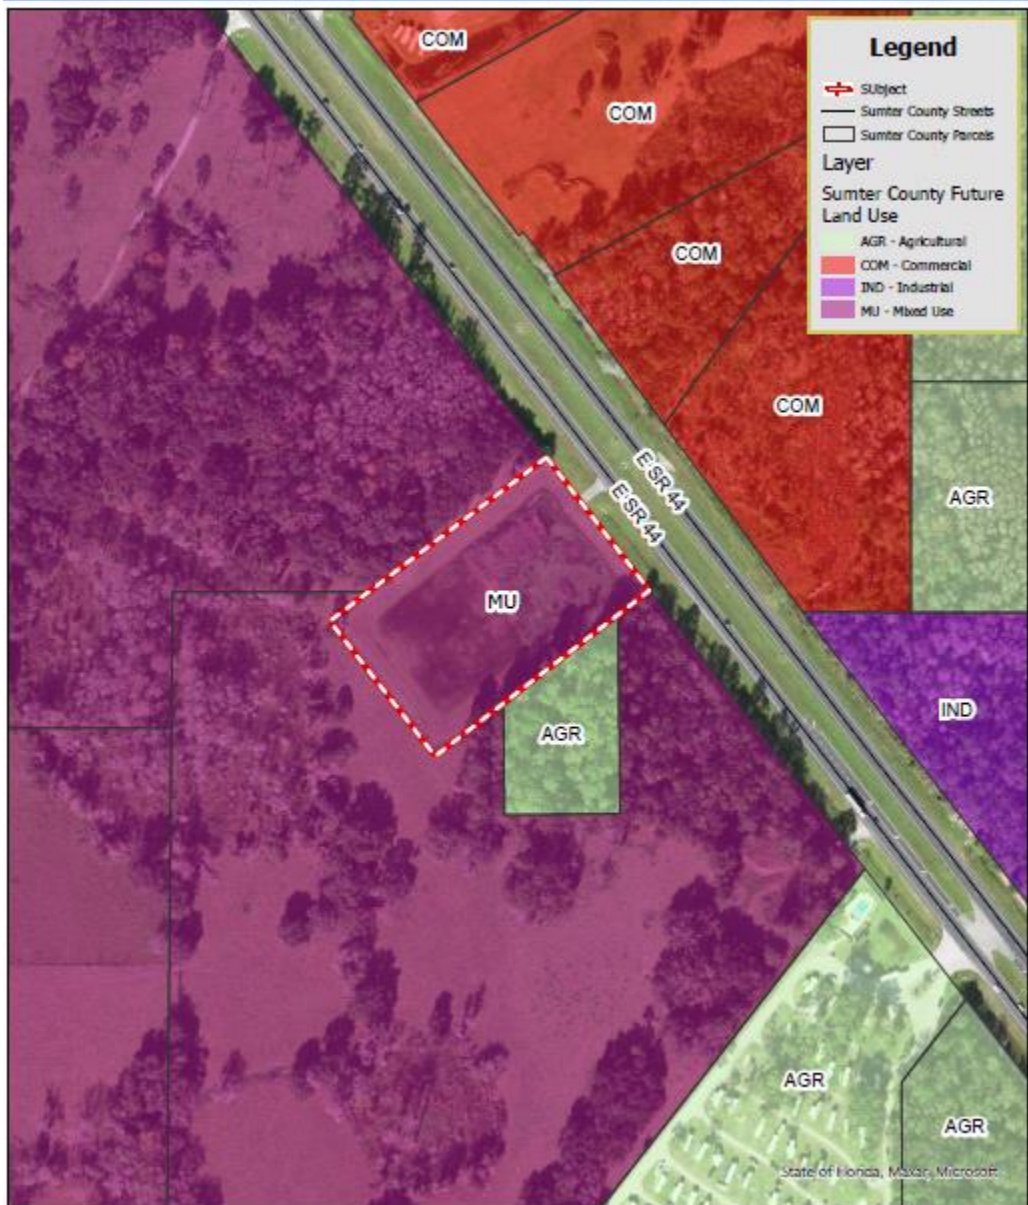 Legend
SUbject
Sumter County Streets
Sumter County Parcels
Layer
Sumter County Future
Land Use
AGR - Agricultural
COM - Commercial
IND - Industrial
MU - Mixed Use
COM
COM
COM
COM
AGR
E SR 44
E SR 44
MU
IND
AGR
AGR
AGR
State of Florida, Maxar, Microsoft